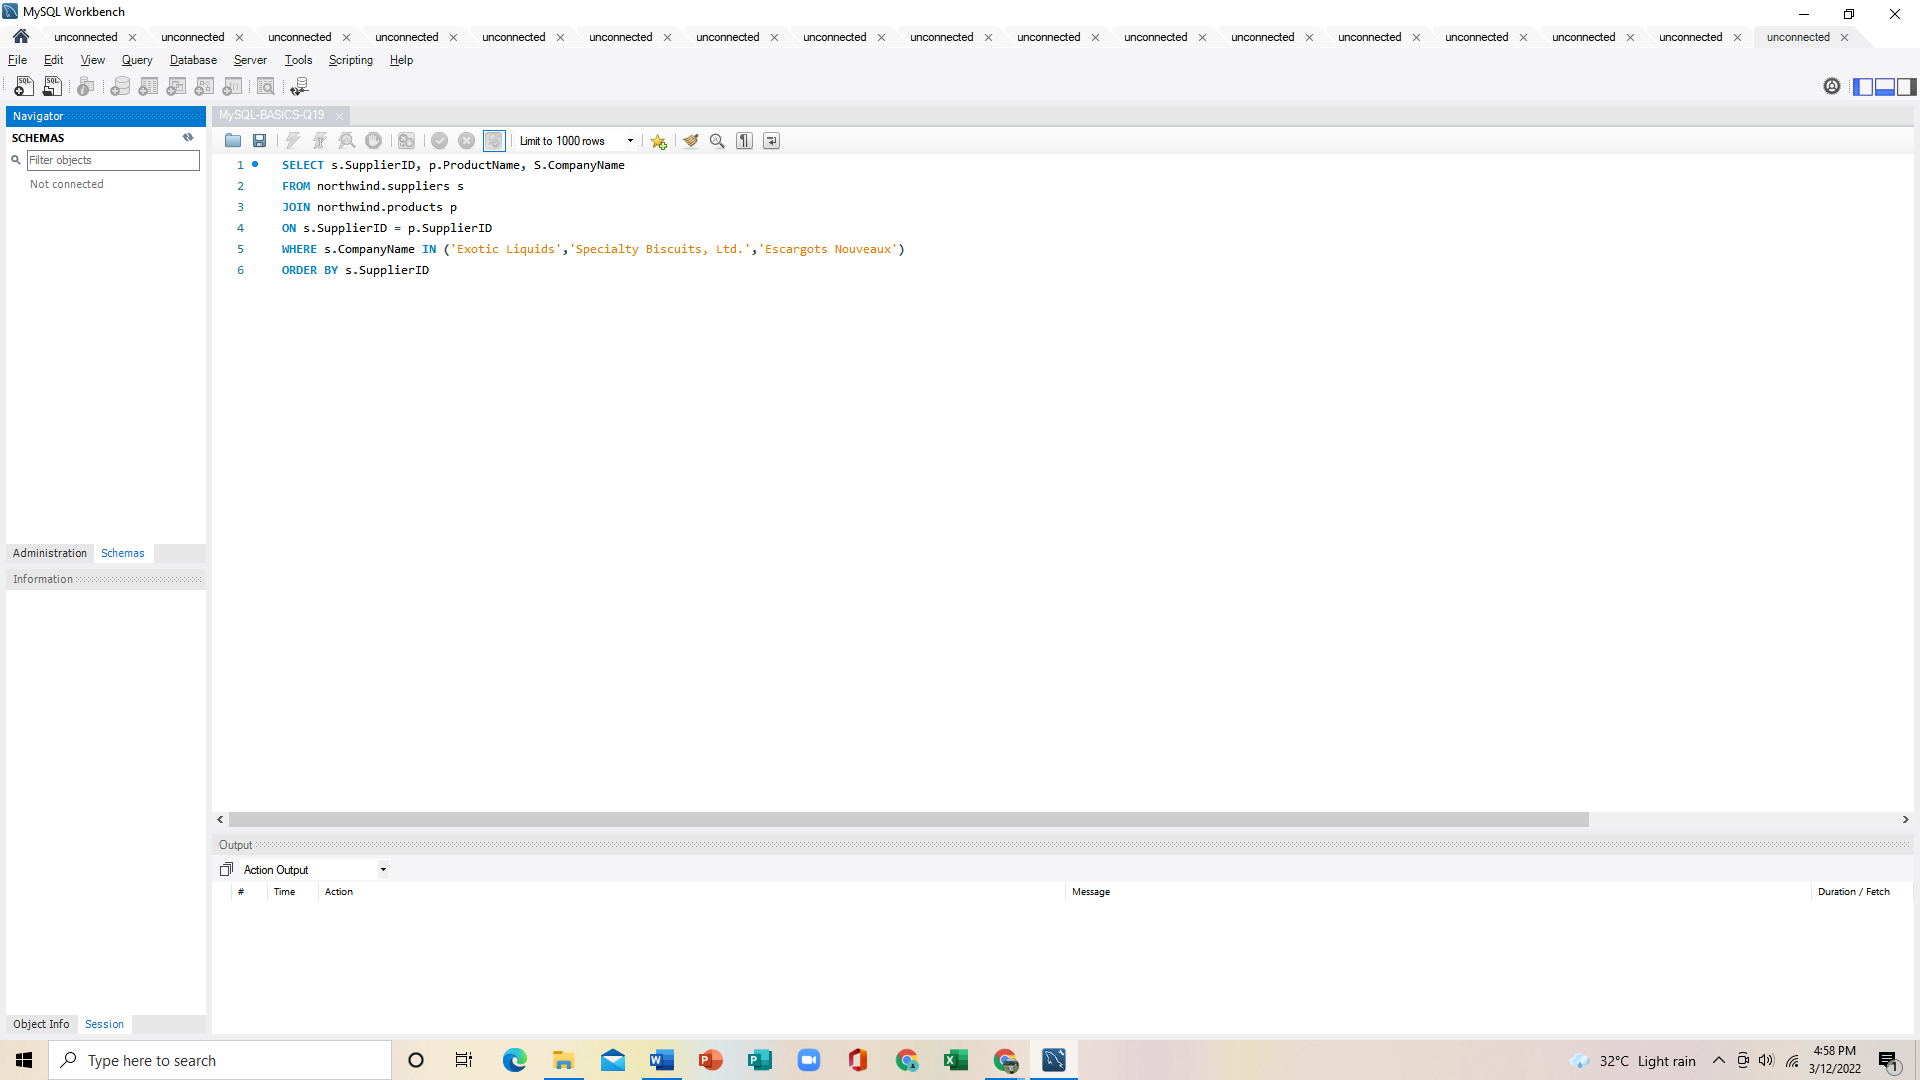 MySQL Workbench
unconnected unconnected unconnected unconnected unconnected unconnected unconnected unconnected unconnected unconnected unconnected unconnected unconnected unconnected unconnected unconnected unconnected
File Edit View Query Database Server Tools Scripting Help
Navigator
MySQL-BASICS-Q19
SCHEMAS
Filter objects
Not connected
Limit to 1000 rows
1 SELECT s.SupplierID, p.ProductName, S.CompanyName
2 FROM northwind.suppliers s
3 JOIN northwind.products p
4 ON s.SupplierID = p.SupplierID
5 WHERE s.CompanyName IN ('Exotic Liquids','Specialty Biscuits, Ltd.','Escargots Nouveaux')
6 ORDER BY s.SupplierID
Administration Schemas
Information
Output
Action Output
# Time Action Message Duration / Fetch
Object Info Session
Type here to search
32°C Light rain
4:58 PM
3/12/2022
1